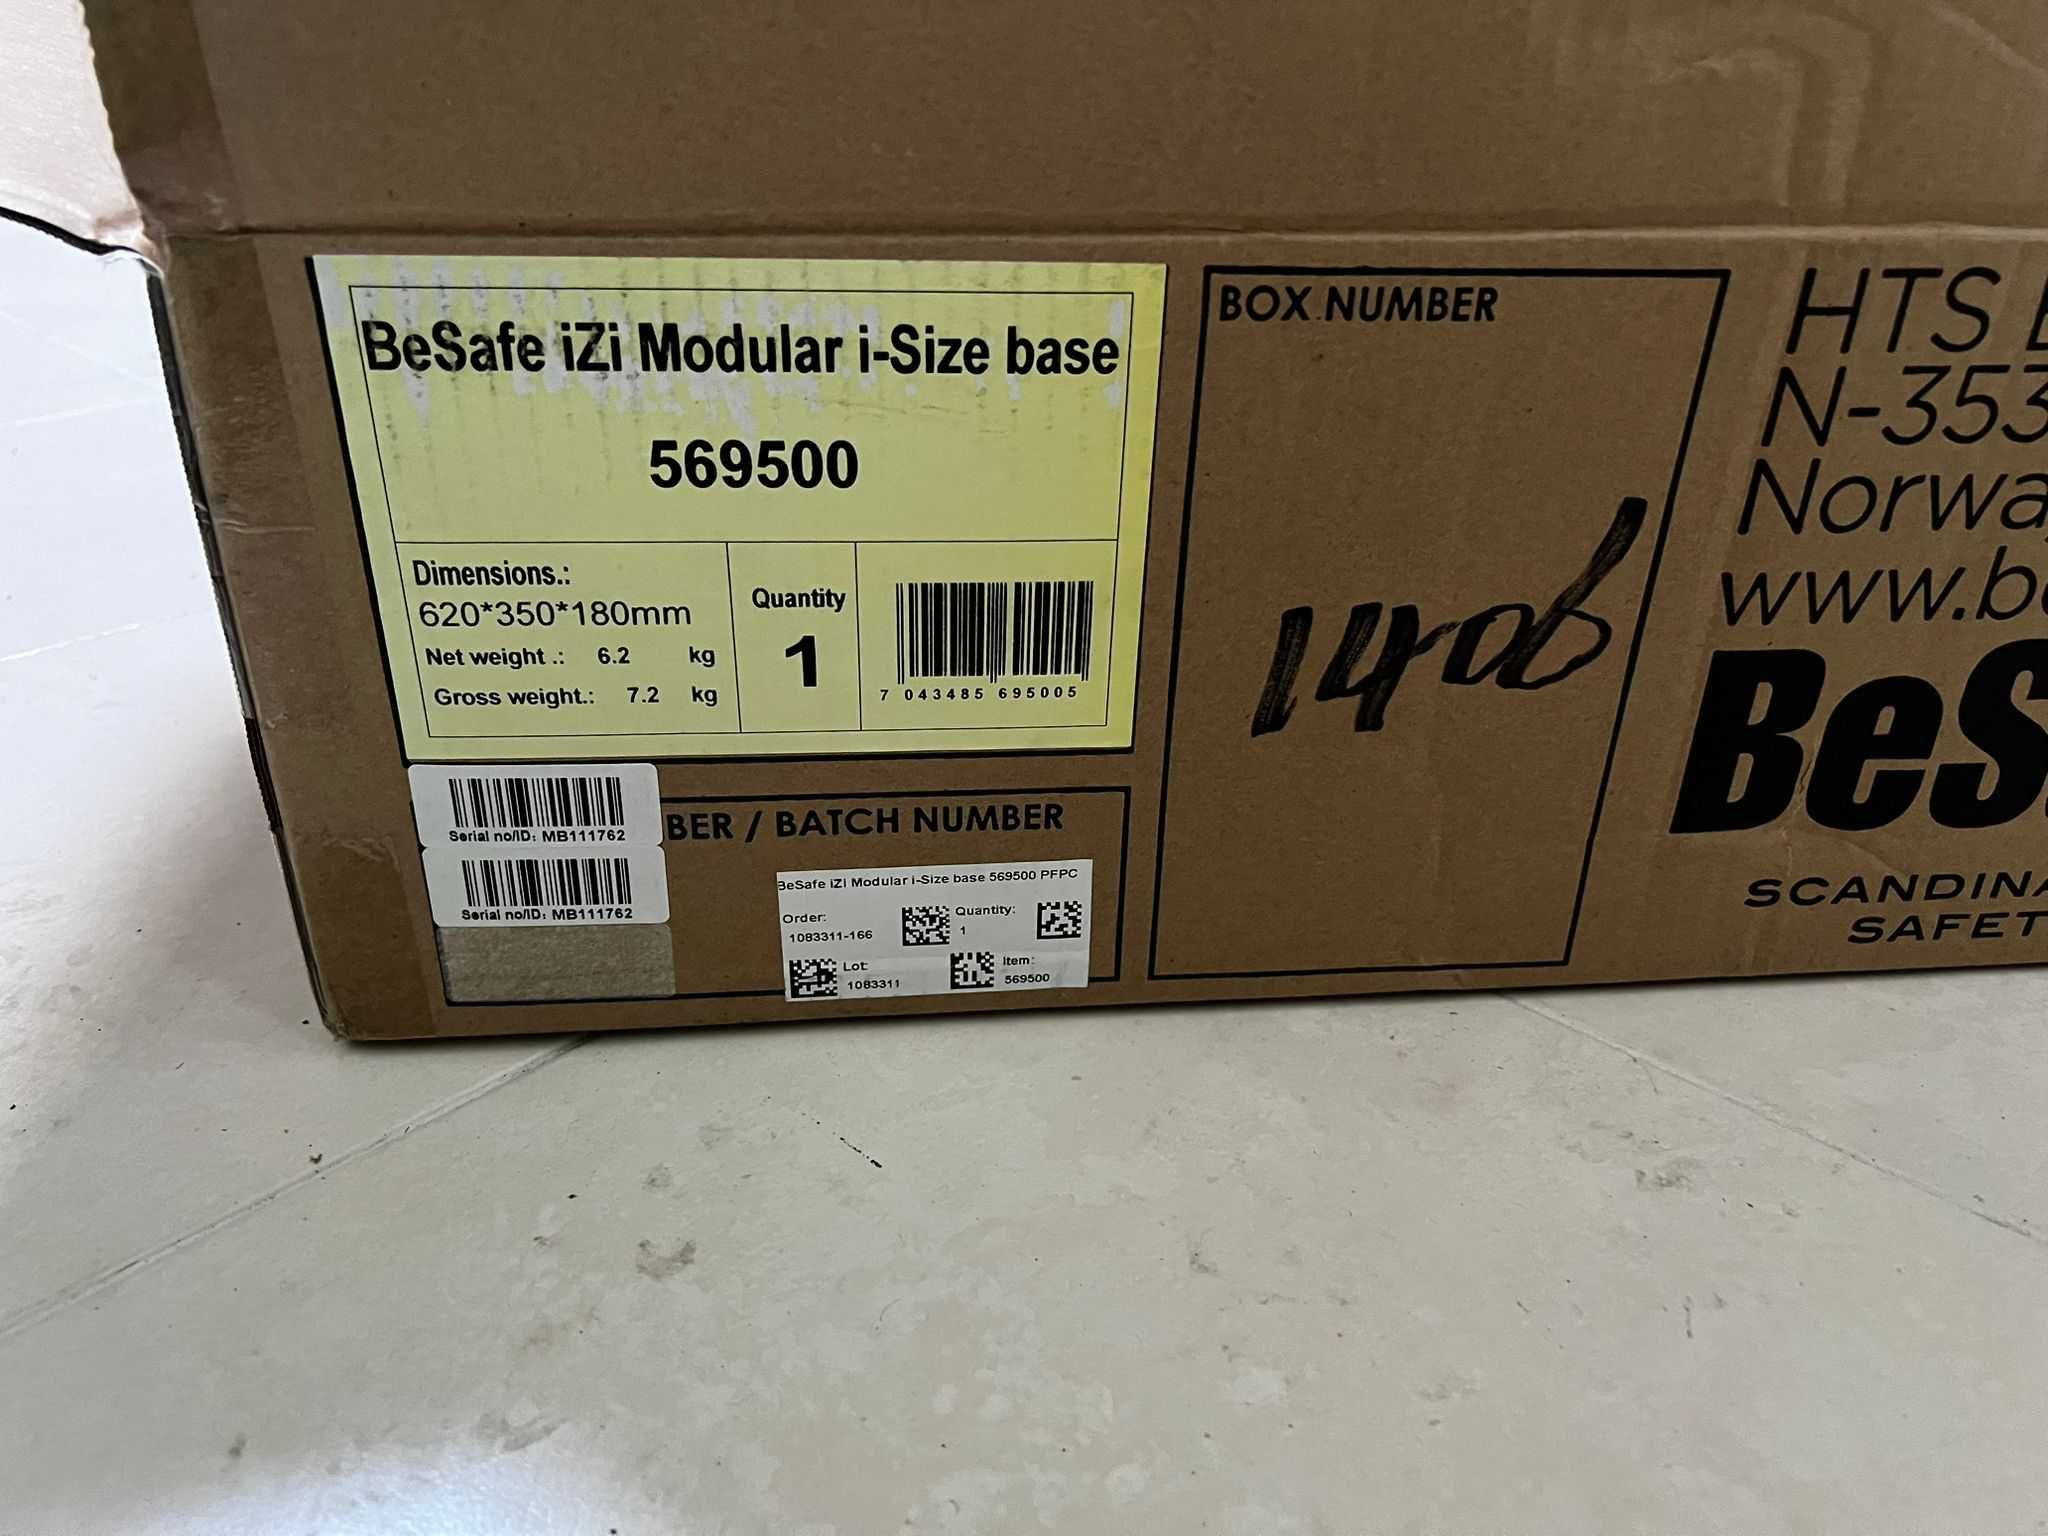 BeSafe iZi Modular i-Size base
569500
Dimensions.:
620*350*180mm
Net weight .: 6.2 kg
Gross weight.: 7.2 kg
Quantity
1
7 043485 695005
Serial no/ID: MB111762
Serial no/ID: MB111762
BER / BATCH NUMBER
BeSafe iZi Modular i-Size base 569500 PFPC
Order:
1083311-166
Quantity:
1
Lot:
1083311
Item:
569500
BOX NUMBER
1406
HTS
N-353
Norwa
www.be
BeS
SCANDINA
SAFET